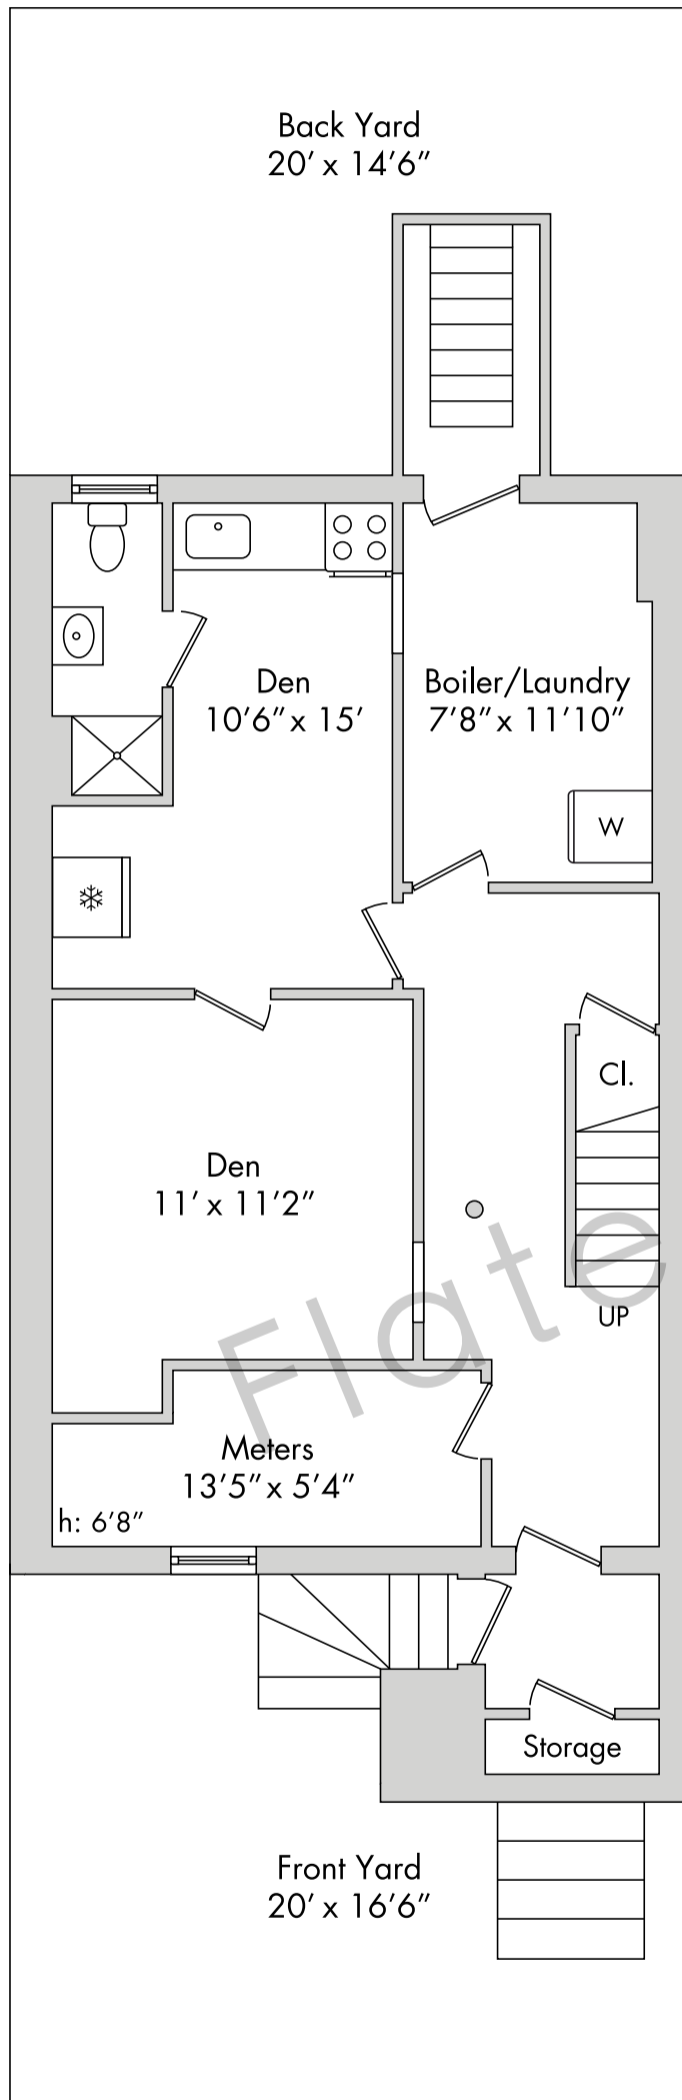 Back Yard
20’ x 14’6”
Den
10’6” x 15’
Boiler/Laundry
7’8” x 11’10”
W
Cl.
Den
11’ x 11’2”
UP
Flate
Meters
13’5” x 5’4”
h: 6’8”
Storage
Front Yard
20’ x 16’6”